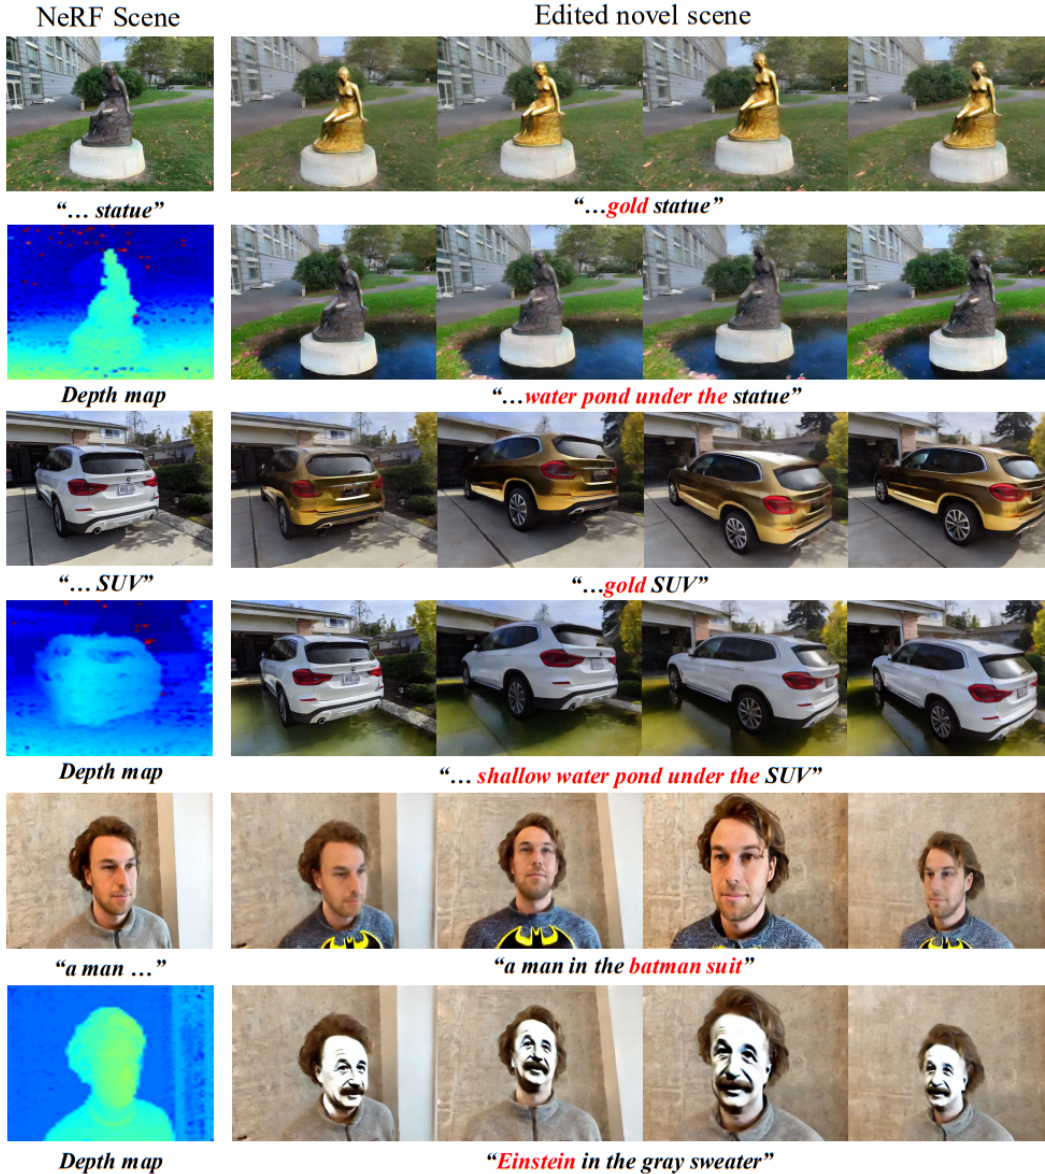 NeRF Scene
Edited novel scene
“… statue”
“…gold statue”
Depth map
“…water pond under the statue”
“… SUV”
“…gold SUV”
Depth map
“… shallow water pond under the SUV”
“a man …”
“a man in the batman suit”
Depth map
“Einstein in the gray sweater”